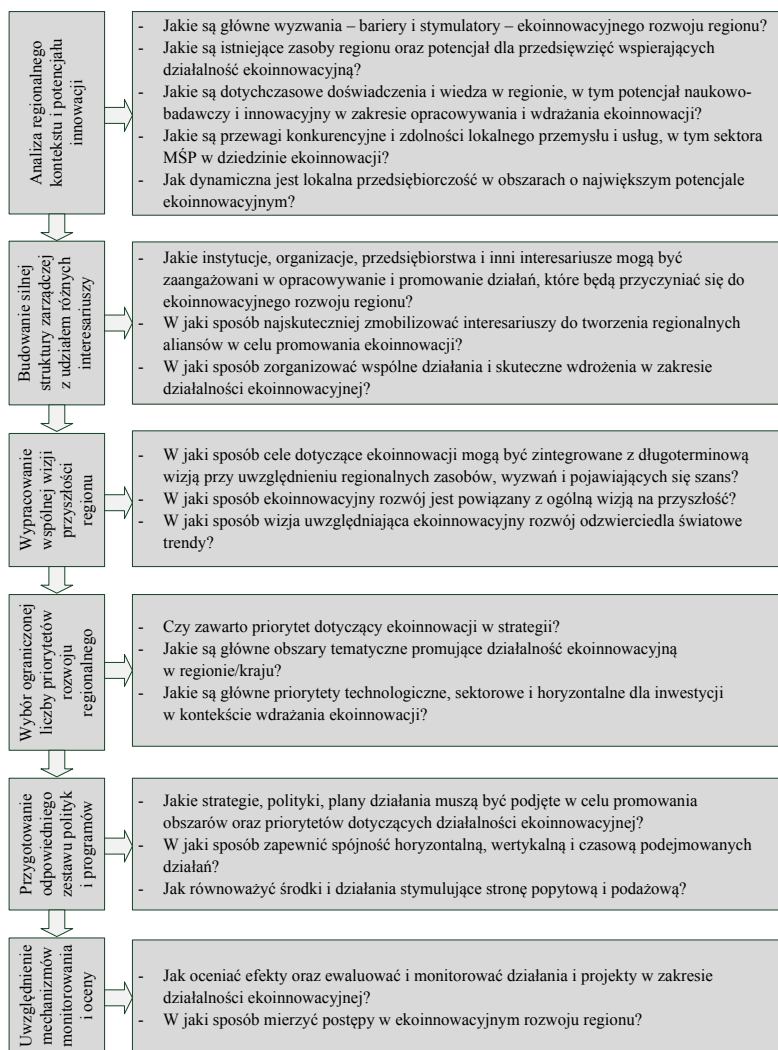 Analiza regionalnego
kontekstu i potencjału
innowacji
- Jakie są główne wyzwania – bariery i stymulatory – ekoinnowacyjnego rozwoju regionu?
- Jakie są istniejące zasoby regionu oraz potencjał dla przedsięwzięć wspierających
działalność ekoinnowacyjną?
- Jakie są dotychczasowe doświadczenia i wiedza w regionie, w tym potencjał naukowo-
badawczy i innowacyjny w zakresie opracowywania i wdrażania ekoinnowacji?
- Jakie są przewagi konkurencyjne i zdolności lokalnego przemysłu i usług, w tym sektora
MŚP w dziedzinie ekoinnowacji?
- Jak dynamiczna jest lokalna przedsiębiorczość w obszarach o największym potencjale
ekoinnowacyjnym?
Budowanie silnej
struktury zarządczej
z udziałem różnych
interesariuszy
- Jakie instytucje, organizacje, przedsiębiorstwa i inni interesariusze mogą być
zaangażowani w opracowywanie i promowanie działań, które będą przyczyniać się do
ekoinnowacyjnego rozwoju regionu?
- W jaki sposób najskuteczniej zmobilizować interesariuszy do tworzenia regionalnych
aliansów w celu promowania ekoinnowacji?
- W jaki sposób zorganizować wspólne działania i skuteczne wdrożenia w zakresie
działalności ekoinnowacyjnej?
Wypracowanie
wspólnej wizji
przyszłości
regionu
- W jaki sposób cele dotyczące ekoinnowacji mogą być zintegrowane z długoterminową
wizją przy uwzględnieniu regionalnych zasobów, wyzwań i pojawiających się szans?
- W jaki sposób ekoinnowacyjny rozwój jest powiązany z ogólną wizją na przyszłość?
- W jaki sposób wizja uwzględniająca ekoinnowacyjny rozwój odzwierciedla światowe
trendy?
Wybór ograniczonej
liczby priorytetów
rozwoju
regionalnego
- Czy zawarto priorytet dotyczący ekoinnowacji w strategii?
- Jakie są główne obszary tematyczne promujące działalność ekoinnowacyjną
w regionie/kraju?
- Jakie są główne priorytety technologiczne, sektorowe i horyzontalne dla inwestycji
w kontekście wdrażania ekoinnowacji?
Przygotowanie
odpowiedniego
zestawu polityk
i programów
- Jakie strategie, polityki, plany działania muszą być podjęte w celu promowania
obszarów oraz priorytetów dotyczących działalności ekoinnowacyjnej?
- W jaki sposób zapewnić spójność horyzontalną, wertykalną i czasową podejmowanych
działań?
- Jak równoważyć środki i działania stymulujące stronę popytową i podażową?
Uwzględnienie
mechanizmów
monitorowania
i oceny
- Jak oceniać efekty oraz ewaluować i monitorować działania i projekty w zakresie
działalności ekoinnowacyjnej?
- W jaki sposób mierzyć postępy w ekoinnowacyjnym rozwoju regionu?